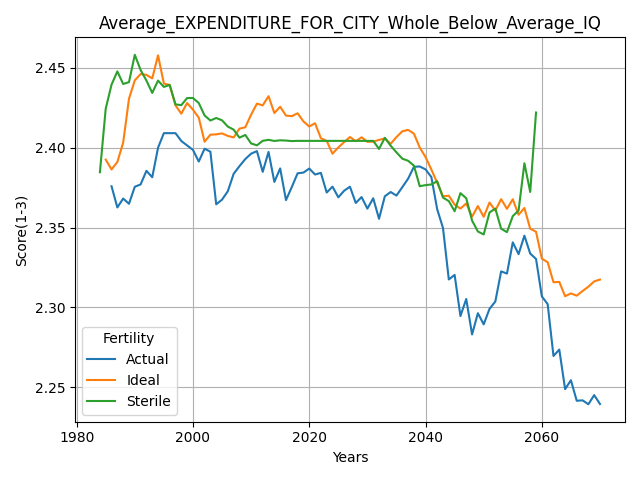 Average_EXPENDITURE_FOR_CITY_Whole_Below_Average_IQ
2.45
2.40
2.35
2.30
2.25
Score(1-3)
Fertility
Actual
Ideal
Sterile
1980 2000 2020 2040 2060
Years